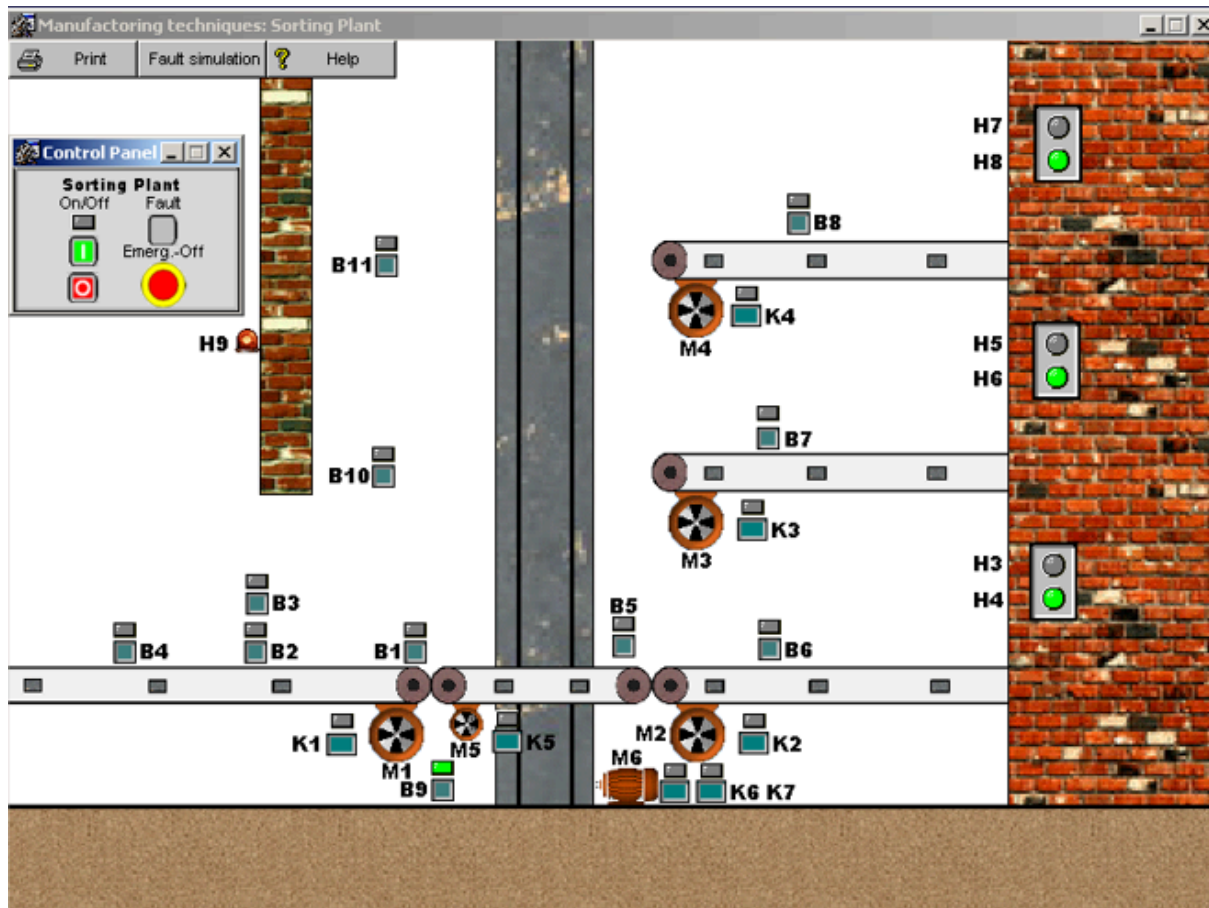 Manufactoring techniques: Sorting Plant
Print Fault simulation Help
Control Panel
Sorting Plant
On/Off Fault
Emerg.-Off
H7
H8
B8
B11
K4
H9
M4
H5
H6
B7
B10
K3
M3
H3
H4
B3
B5
B4 B2 B1 B6
K1 M1 M5 K5 M2 K2
B9 M6 K6 K7